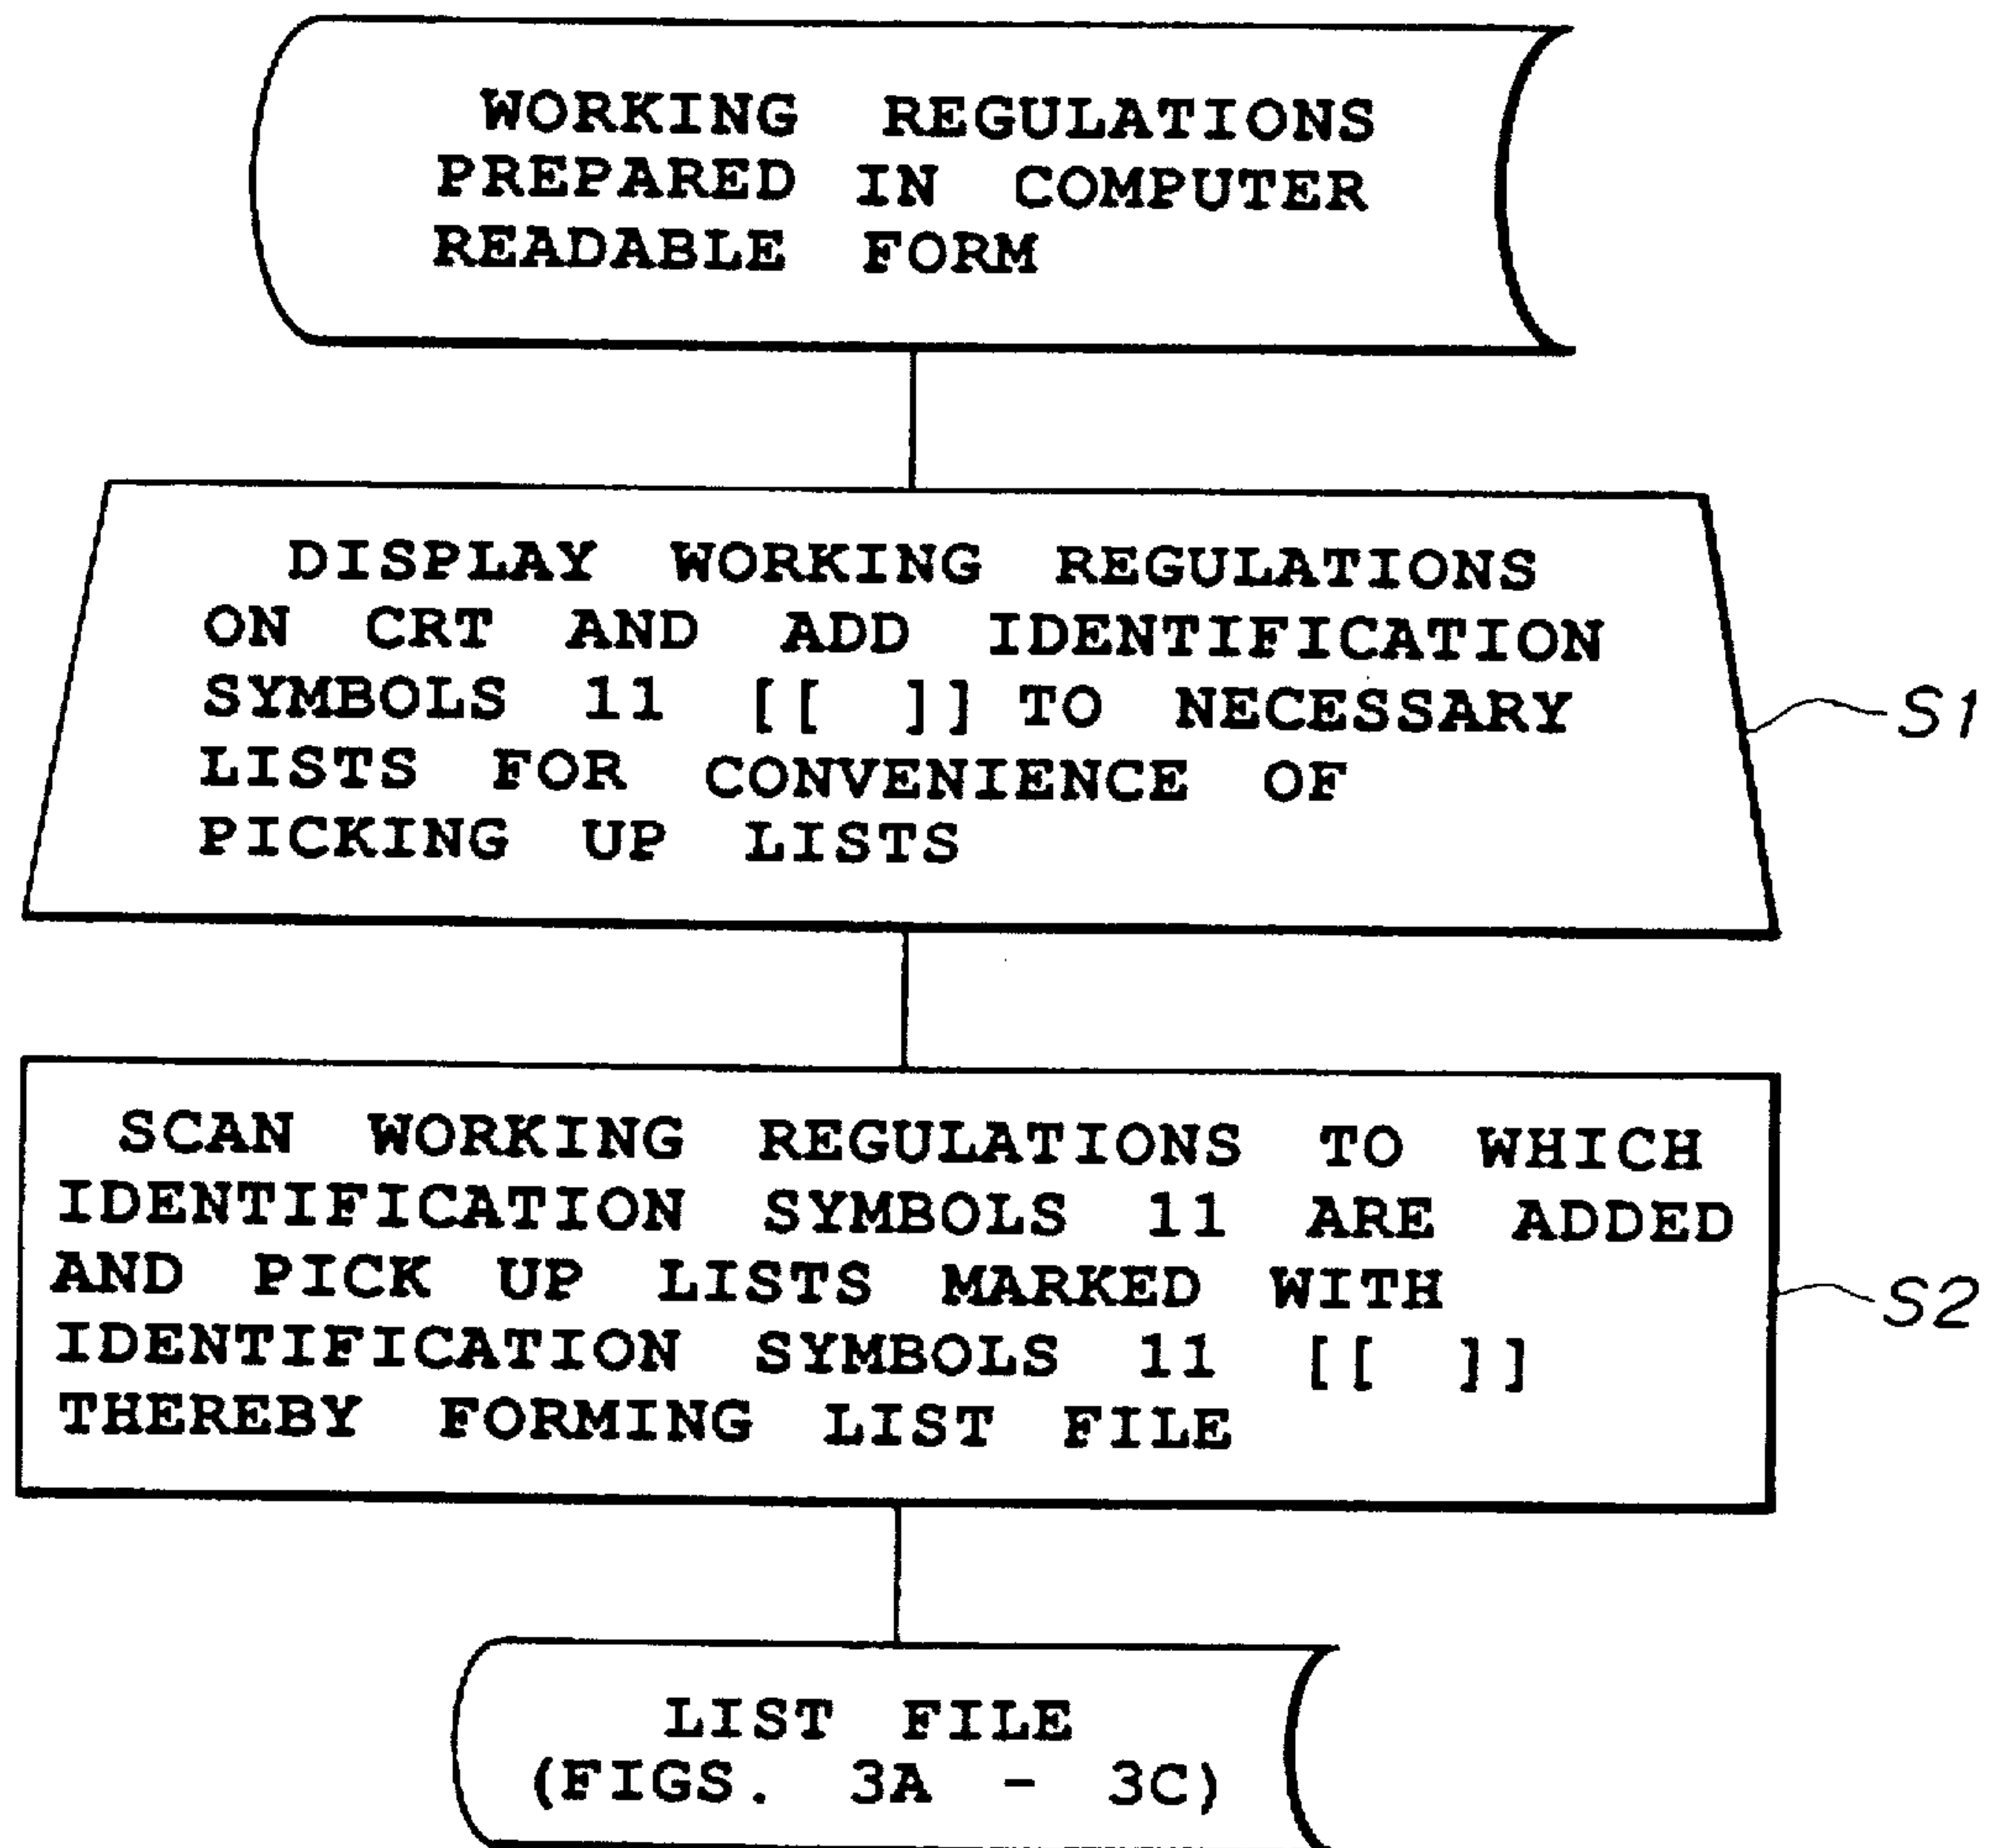 WORKING REGULATIONS
PREPARED IN COMPUTER
READABLE FORM
DISPLAY WORKING REGULATIONS
ON CRT AND ADD IDENTIFICATION
SYMBOLS 11 [[ ]] TO NECESSARY
LISTS FOR CONVENIENCE OF
PICKING UP LISTS
S1
SCAN WORKING REGULATIONS TO WHICH
IDENTIFICATION SYMBOLS 11 ARE ADDED
AND PICK UP LISTS MARKED WITH
IDENTIFICATION SYMBOLS 11 [[ ]]
THEREBY FORMING LIST FILE
S2
LIST FILE
(FIGS. 3A - 3C)